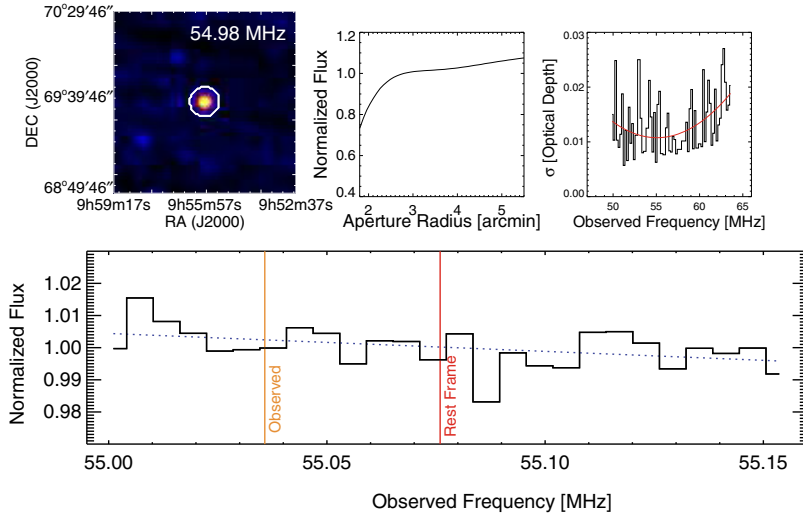 70°29'46"
54.98 MHz
DEC (J2000)
69°39'46"
68°49'46"
9h59m17s 9h55m57s 9h52m37s
RA (J2000)
Normalized Flux
1.4
1.2
1.0
0.8
0.6
0.4
2 3 4 5
Aperture Radius [arcmin]
σ [Optical Depth]
0.03
0.02
0.01
0.00
50 55 60 65
Observed Frequency [MHz]
Normalized Flux
1.02
1.01
1.00
0.99
0.98
Observed
Rest Frame
55.00 55.05 55.10 55.15
Observed Frequency [MHz]